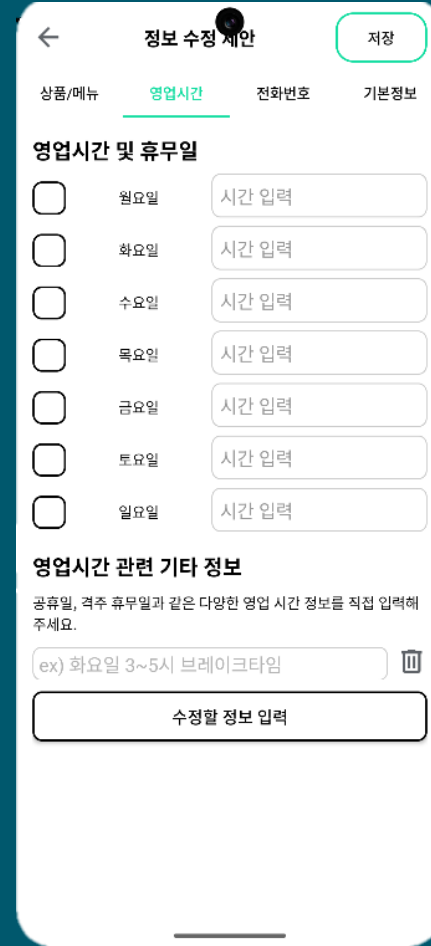 정보 수정 제안
저장
상품/메뉴 영업시간 전화번호 기본정보
영업시간 및 휴무일
월요일 시간 입력
화요일 시간 입력
수요일 시간 입력
목요일 시간 입력
금요일 시간 입력
토요일 시간 입력
일요일 시간 입력
영업시간 관련 기타 정보
공휴일, 격주 휴무일과 같은 다양한 영업 시간 정보를 직접 입력해
주세요.
ex) 화요일 3~5시 브레이크타임
수정할 정보 입력